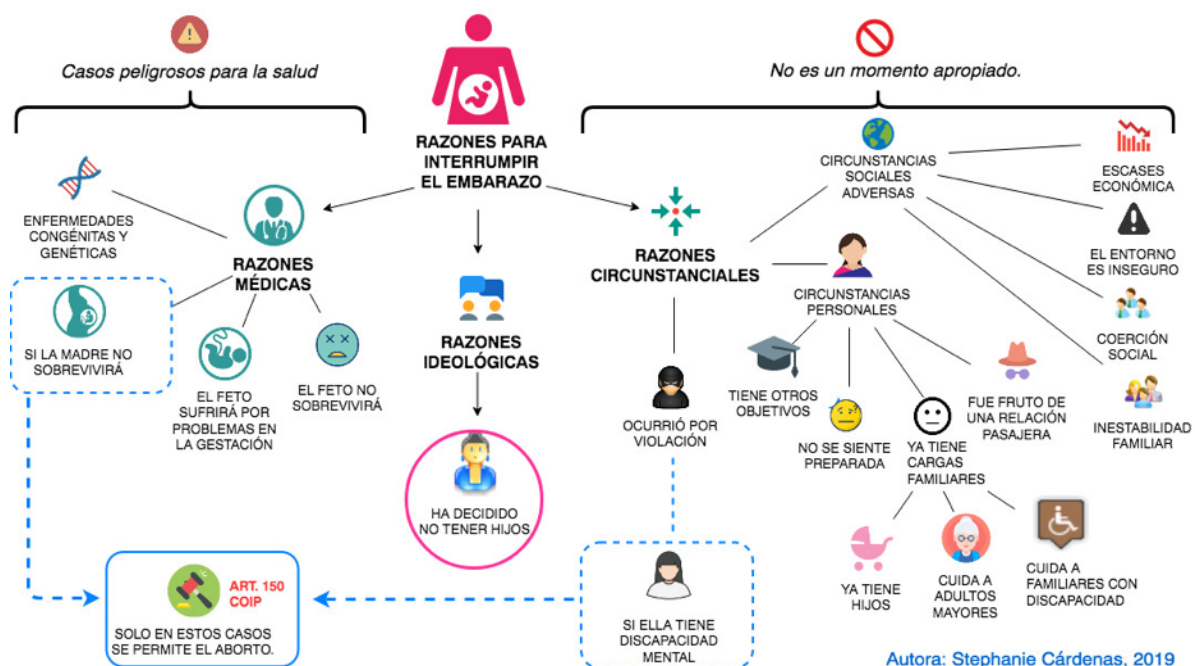 Casos peligrosos para la salud
No es un momento apropiado.
RAZONES PARA
INTERRUMPIR
EL EMBARAZO
ENFERMEDADES
CONGÉNITAS Y
GENÉTICAS
RAZONES
MÉDICAS
SI LA MADRE NO
SOBREVIVIRÁ
EL FETO
SUFRIRÁ POR
PROBLEMAS EN
LA GESTACIÓN
EL FETO NO
SOBREVIVIRÁ
RAZONES
IDEOLÓGICAS
HA DECIDIDO
NO TENER HIJOS
RAZONES
CIRCUNSTANCIALES
OCURRIÓ POR
VIOLACIÓN
SI ELLA TIENE
DISCAPACIDAD
MENTAL
ART. 150
COIP
SOLO EN ESTOS CASOS
SE PERMITE EL ABORTO.
CIRCUNSTANCIAS
SOCIALES
ADVERSAS
ESCASES
ECONÓMICA
EL ENTORNO
ES INSEGURO
COERCIÓN
SOCIAL
INESTABILIDAD
FAMILIAR
CIRCUNSTANCIAS
PERSONALES
TIENE OTROS
OBJETIVOS
NO SE SIENTE
PREPARADA
YA TIENE
CARGAS
FAMILIARES
FUE FRUTO DE
UNA RELACIÓN
PASAJERA
YA TIENE
HIJOS
CUIDA A
ADULTOS
MAYORES
CUIDA A
FAMILIARES CON
DISCAPACIDAD
Autora: Stephanie Cárdenas, 2019